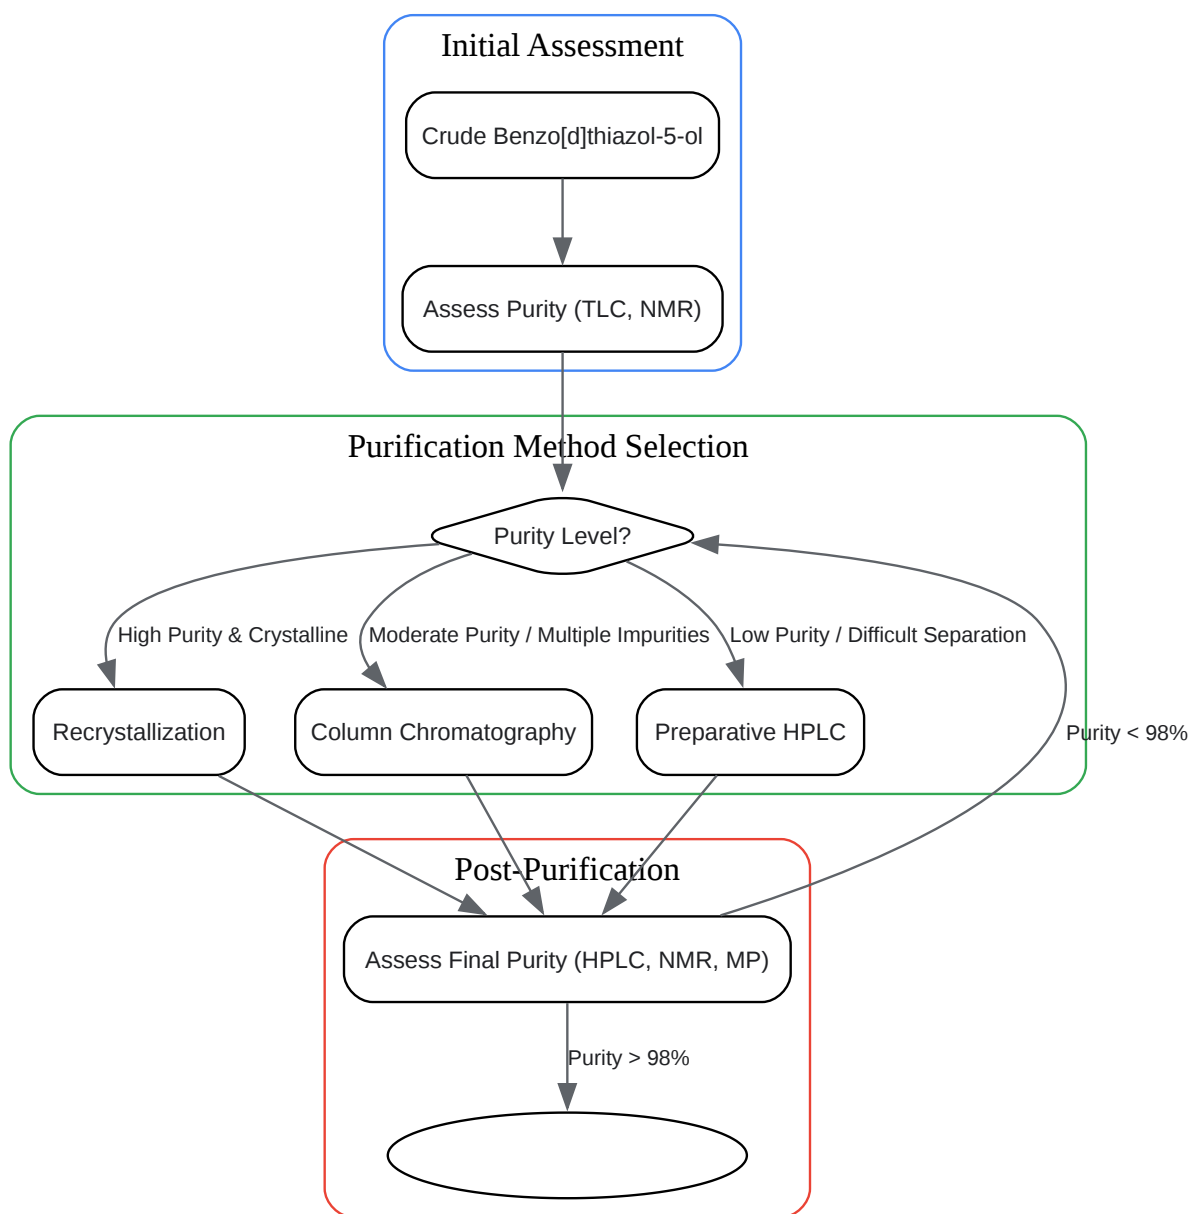 Initial Assessment
Crude Benzo[d]thiazol-5-ol
Assess Purity (TLC, NMR)
Purification Method Selection
Purity Level?
High Purity & Crystalline
Moderate Purity / Multiple Impurities
Low Purity / Difficult Separation
Recrystallization
Column Chromatography
Preparative HPLC
Purity < 98%
Post-Purification
Assess Final Purity (HPLC, NMR, MP)
Purity > 98%